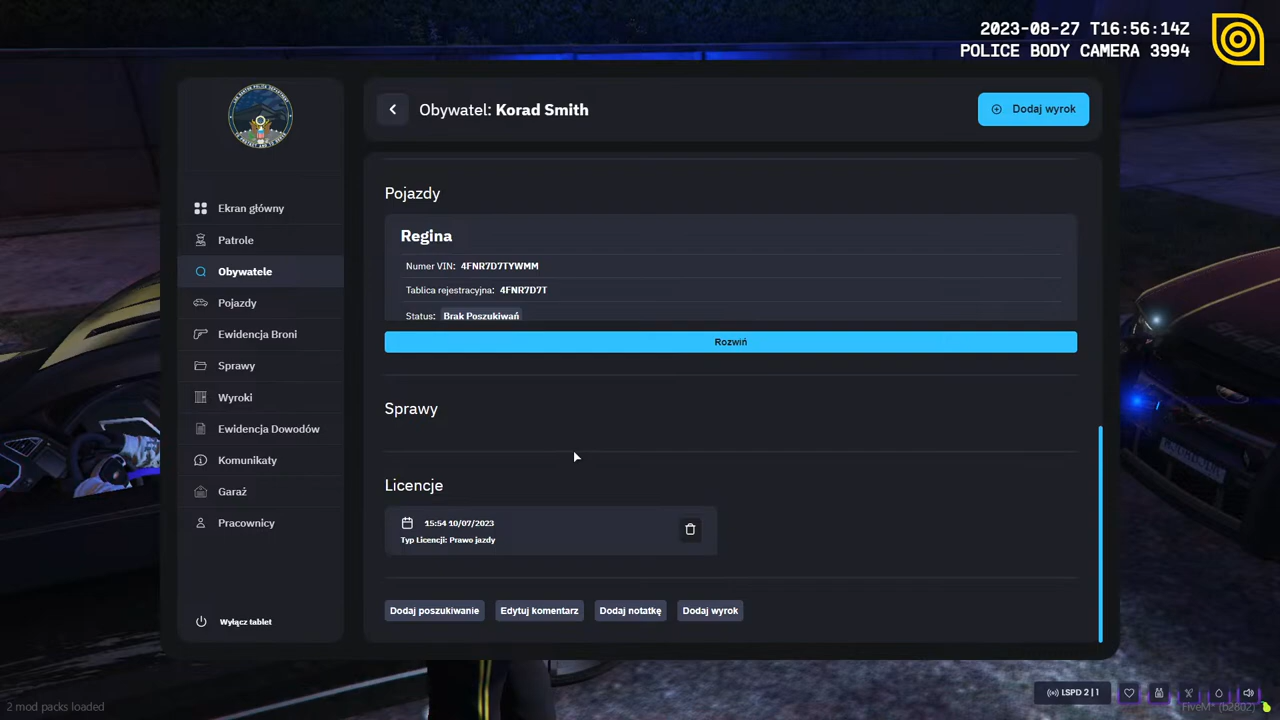 2023-08-27 T16:56:14Z
POLICE BODY CAMERA 3994
Obywatel: Korad Smith
Dodaj wyrok
Ekran główny
Patrole
Obywatele
Pojazdy
Ewidencja Broni
Sprawy
Wyroki
Ewidencja Dowodów
Komunikaty
Garaż
Pracownicy
Wyłącz tablet
Pojazdy
Regina
Numer VIN: 4FNR7D7TYWMM
Tablica rejestracyjna: 4FNR7D7T
Status: Brak Poszukiwań
Rozwiń
Sprawy
Licencje
15:54 10/07/2023
Typ Licencji: Prawo jazdy
Dodaj poszukiwanie
Edytuj komentarz
Dodaj notatkę
Dodaj wyrok
LSPD 2 | 1
2 mod packs loaded
FiveM* (b2802)